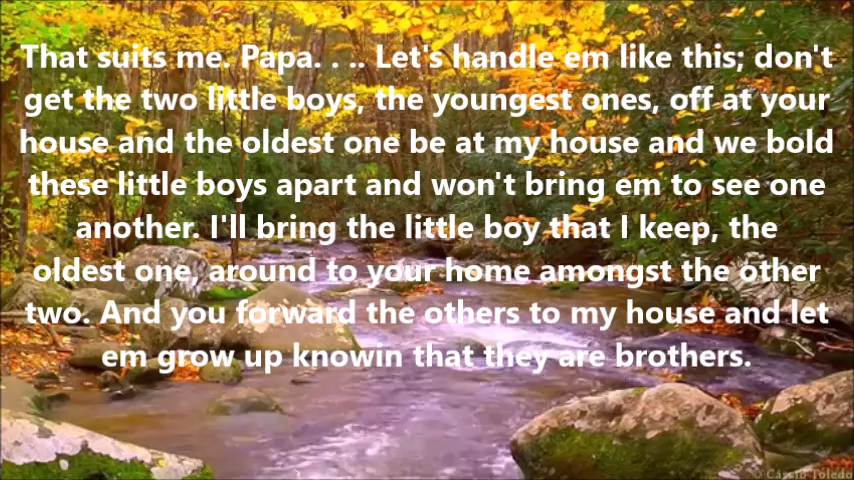 That suits me. Papa. . .. Let's handle em like this; don't
get the two little boys, the youngest ones, off at your
house and the oldest one be at my house and we bold
these little boys apart and won't bring em to see one
another. I'll bring the little boy that I keep, the
oldest one, around to your home amongst the other
two. And you forward the others to my house and let
em grow up knowin that they are brothers.
© Cássio Toledo